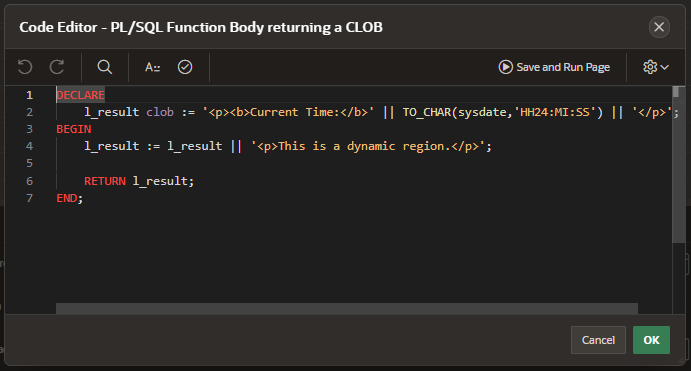 Code Editor - PL/SQL Function Body returning a CLOB
A:: Save and Run Page
1 DECLARE
2 l_result clob := '<p><b>Current Time:</b>' || TO_CHAR(sysdate,'HH24:MI:SS') || '</p>';
3 BEGIN
4 l_result := l_result || '<p>This is a dynamic region.</p>';
5
6 RETURN l_result;
7 END;
Cancel OK